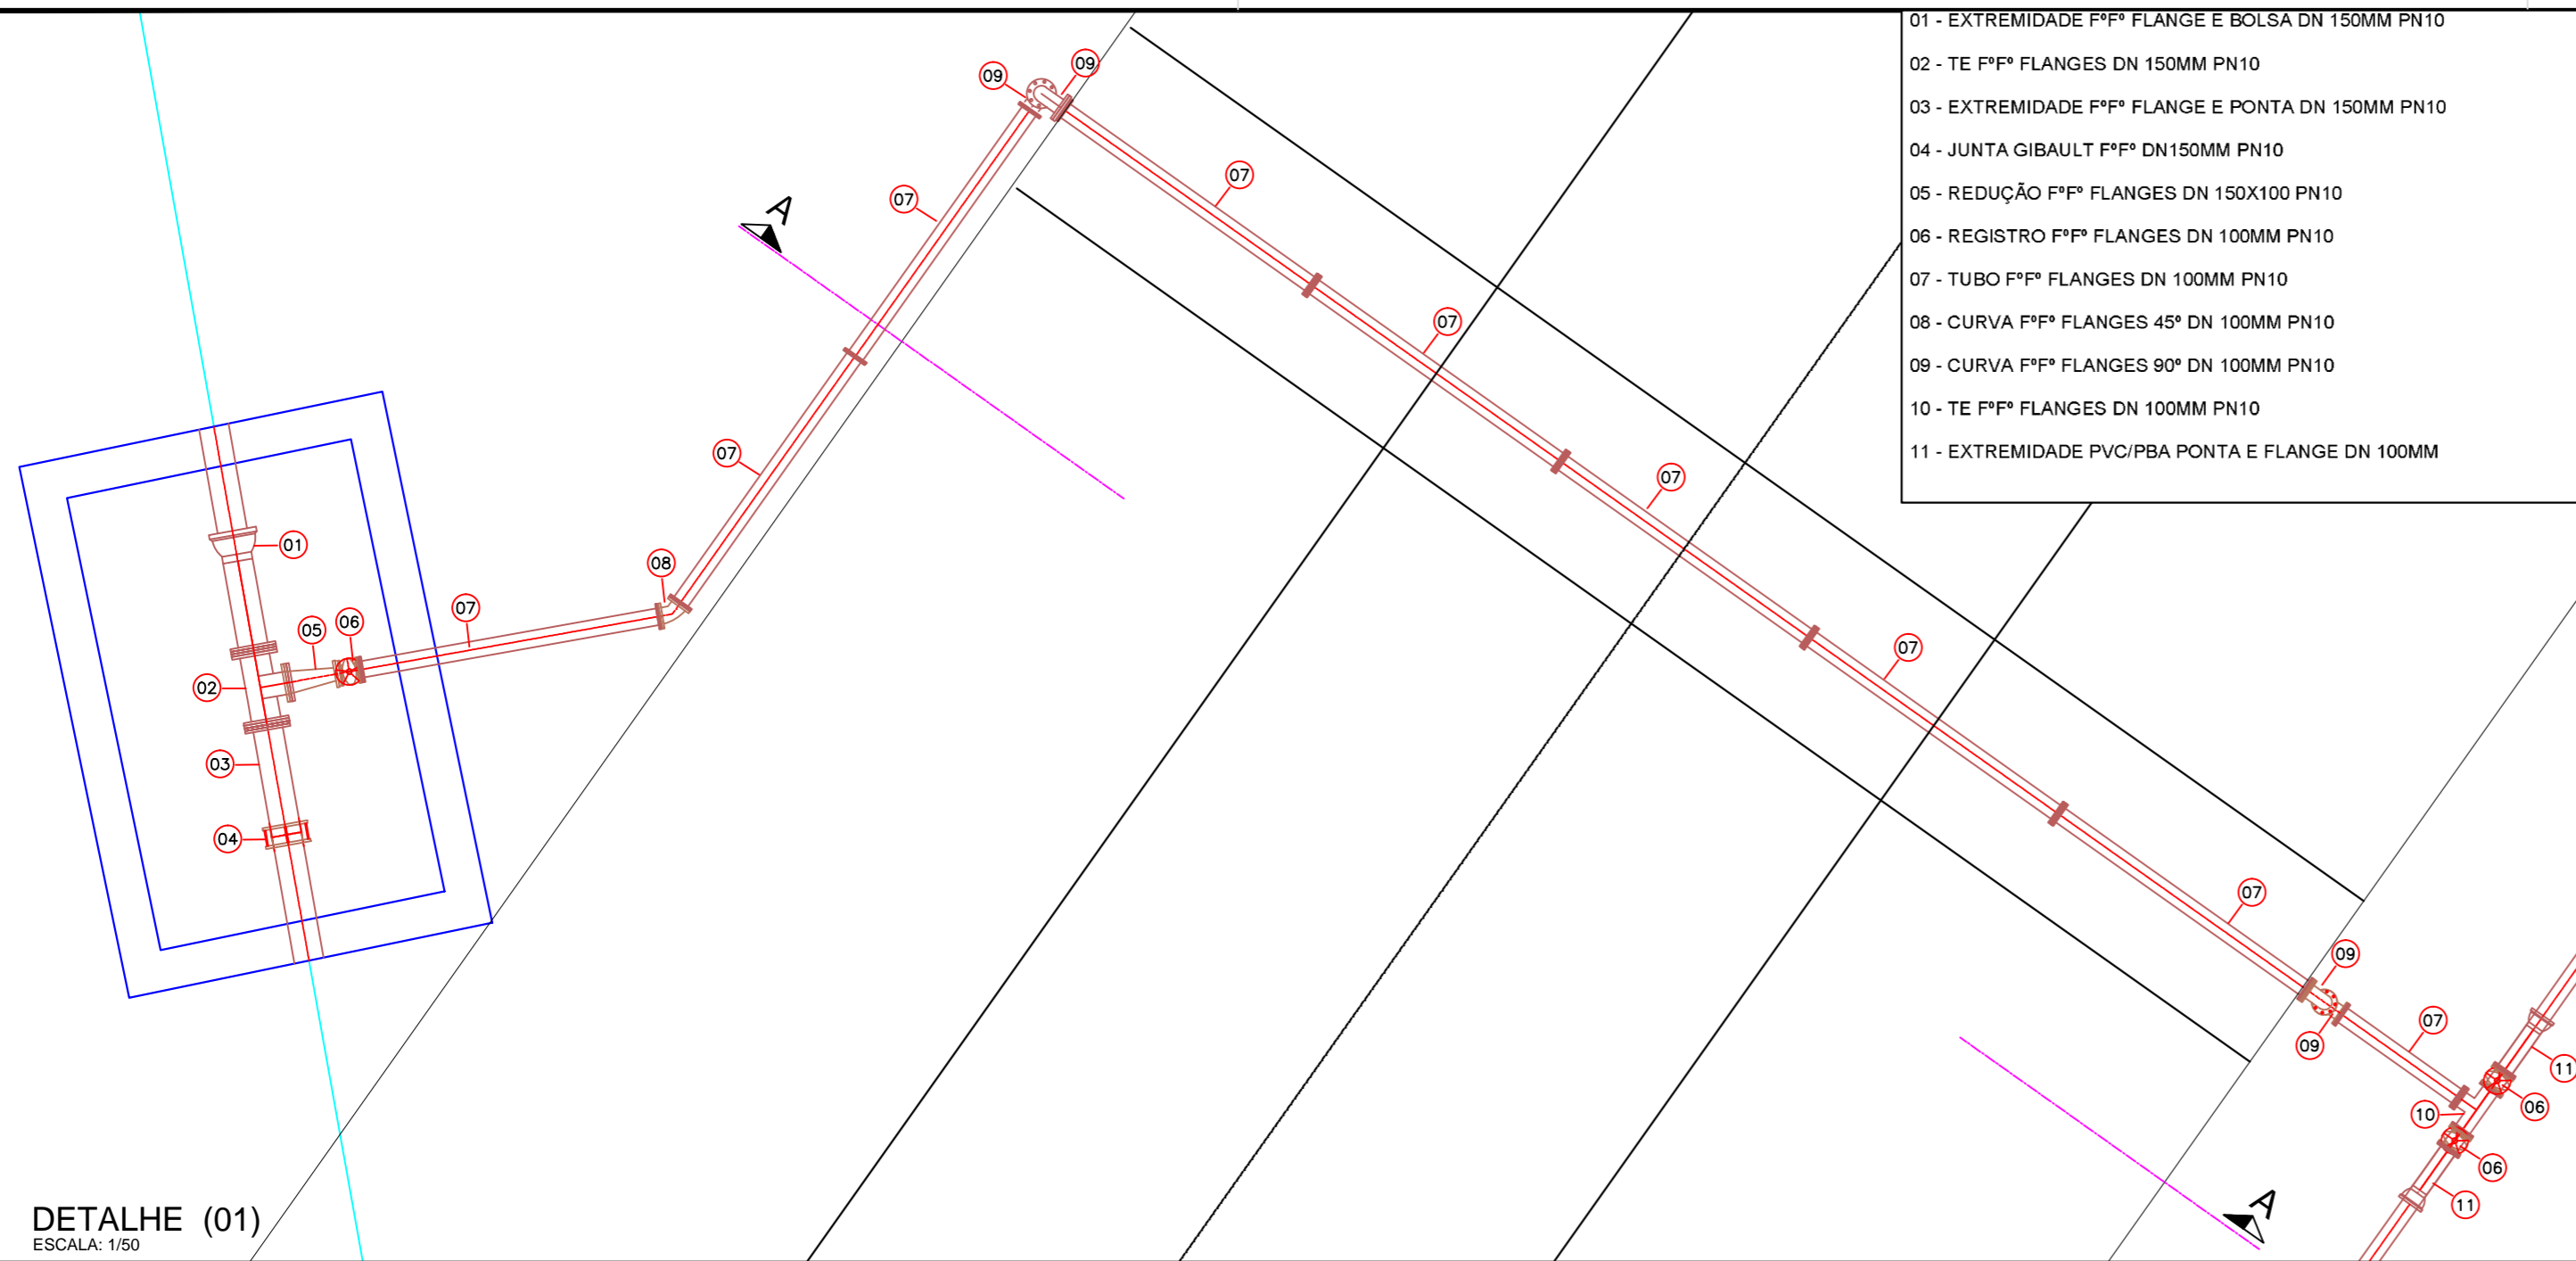 01 - EXTREMIDADE FºFº FLANGE E BOLSA DN 150MM PN10
02 - TE FºFº FLANGES DN 150MM PN10
03 - EXTREMIDADE FºFº FLANGE E PONTA DN 150MM PN10
04 - JUNTA GIBAULT FºFº DN150MM PN10
05 - REDUÇÃO FºFº FLANGES DN 150X100 PN10
06 - REGISTRO FºFº FLANGES DN 100MM PN10
07 - TUBO FºFº FLANGES DN 100MM PN10
08 - CURVA FºFº FLANGES 45º DN 100MM PN10
09 - CURVA FºFº FLANGES 90º DN 100MM PN10
10 - TE FºFº FLANGES DN 100MM PN10
11 - EXTREMIDADE PVC/PBA PONTA E FLANGE DN 100MM
09
09
07
07
A
07
07
07
01
08
07
05
06
07
02
03
04
07
09
07
09
11
06
10
06
11
A
DETALHE (01)
ESCALA: 1/50